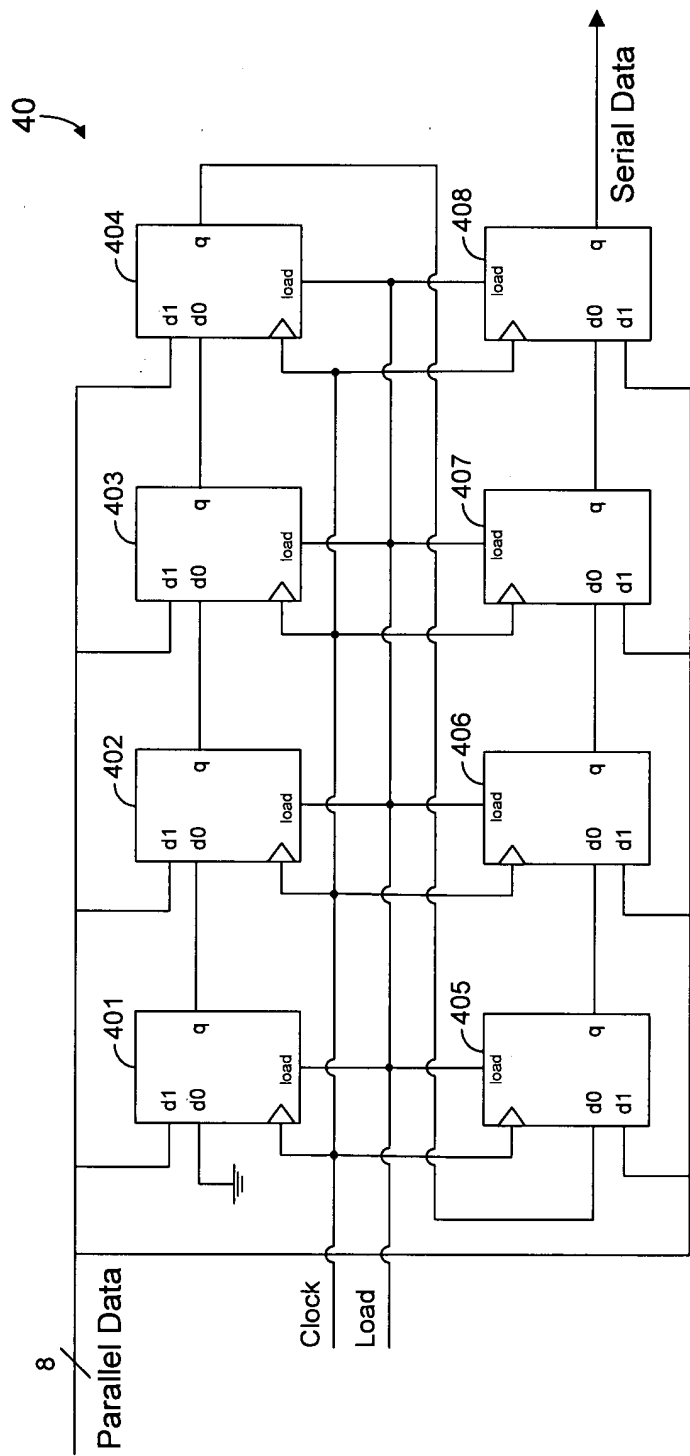 40
8
Parallel Data
Clock
Load
401
d1
d0
q
load
402
d1
d0
q
load
403
d1
d0
q
load
404
d1
d0
q
load
405
load
d0
d1
q
406
load
d0
d1
q
407
load
d0
d1
q
408
load
d0
d1
q
Serial Data